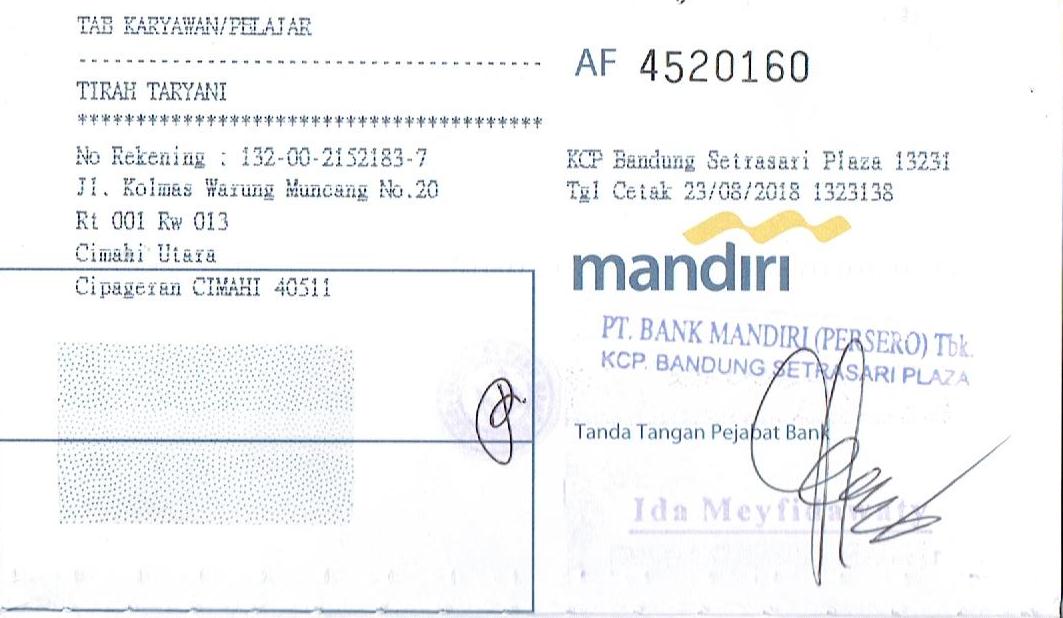 TAB KARYAWAN/PELAJAR
TIRAH TARYANI
****************************************
No Rekening : 132-00-2152183-7
Jl. Kolmas Warung Muncang No.20
Rt 001 Rw 013
Cimahi Utara
Cipageran CIMAHI 40511
AF 4520160
KCP Bandung Setrasari Plaza 13231
Tgl Cetak 23/08/2018 1323138
mandiri
PT. BANK MANDIRI (PERSERO) Tbk.
KCP. BANDUNG SETRASARI PLAZA
Tanda Tangan Pejabat Bank
Ida